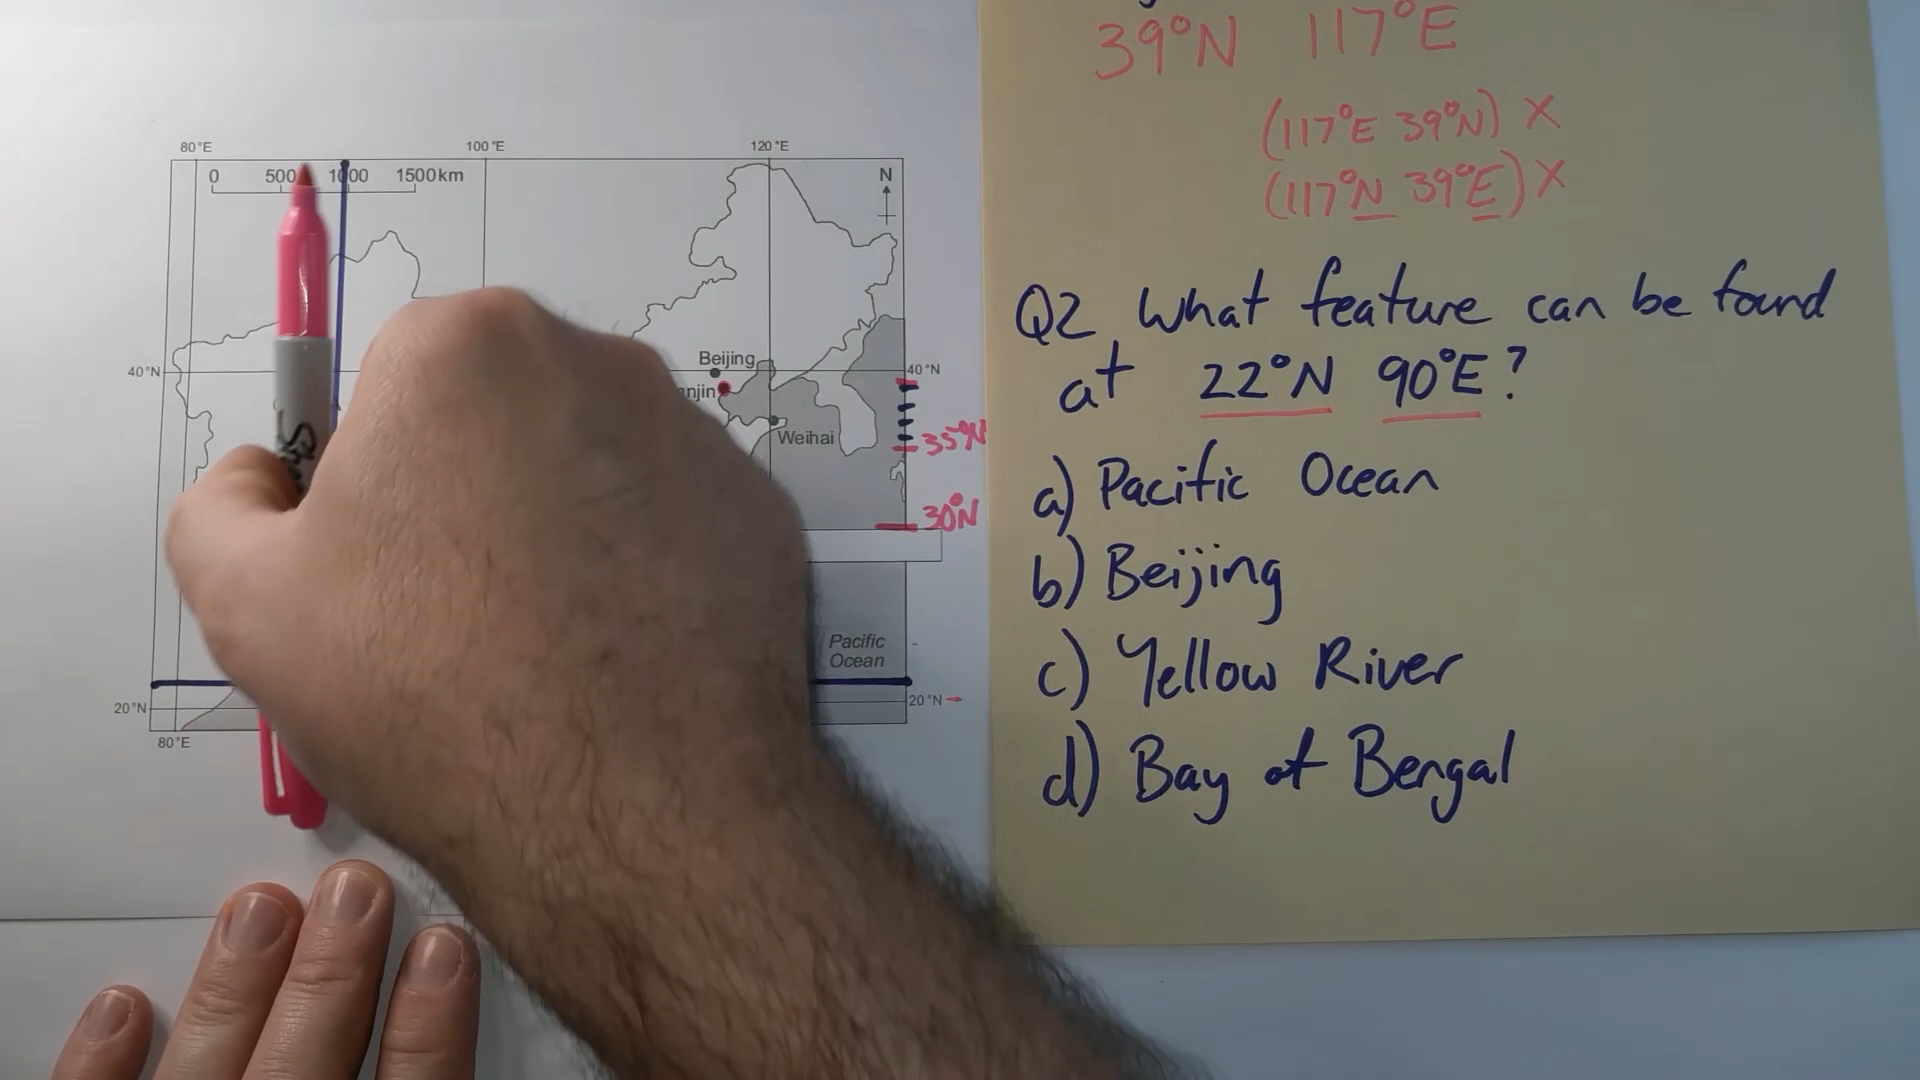 39°N 117°E
(117°E 39°N) X
(117°N 39°E) X
80°E 100°E 120°E
0 500 1000 1500km
N
Beijing
40°N 40°N
njin
Weihai
35°N
30°N
Pacific
Ocean
20°N 20°N
80°E
Q2 What feature can be found
at 22°N 90°E?
a) Pacific Ocean
b) Beijing
c) Yellow River
d) Bay of Bengal